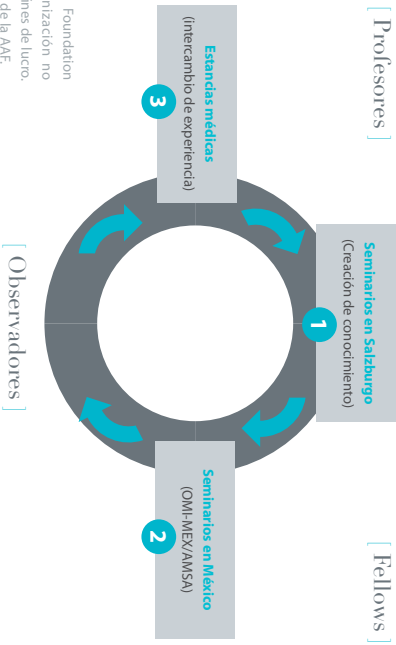 [ Profesores ]
[ Fellows ]
Seminarios en Salzburgo
(Creación de conocimiento)
1
Estancias médicas
(intercambio de experiencia)
3
Seminarios en México
(OMI-MEX/AMSA)
2
Foundation
nización no
ines de lucro.
de la AAF,
[ Observadores ]